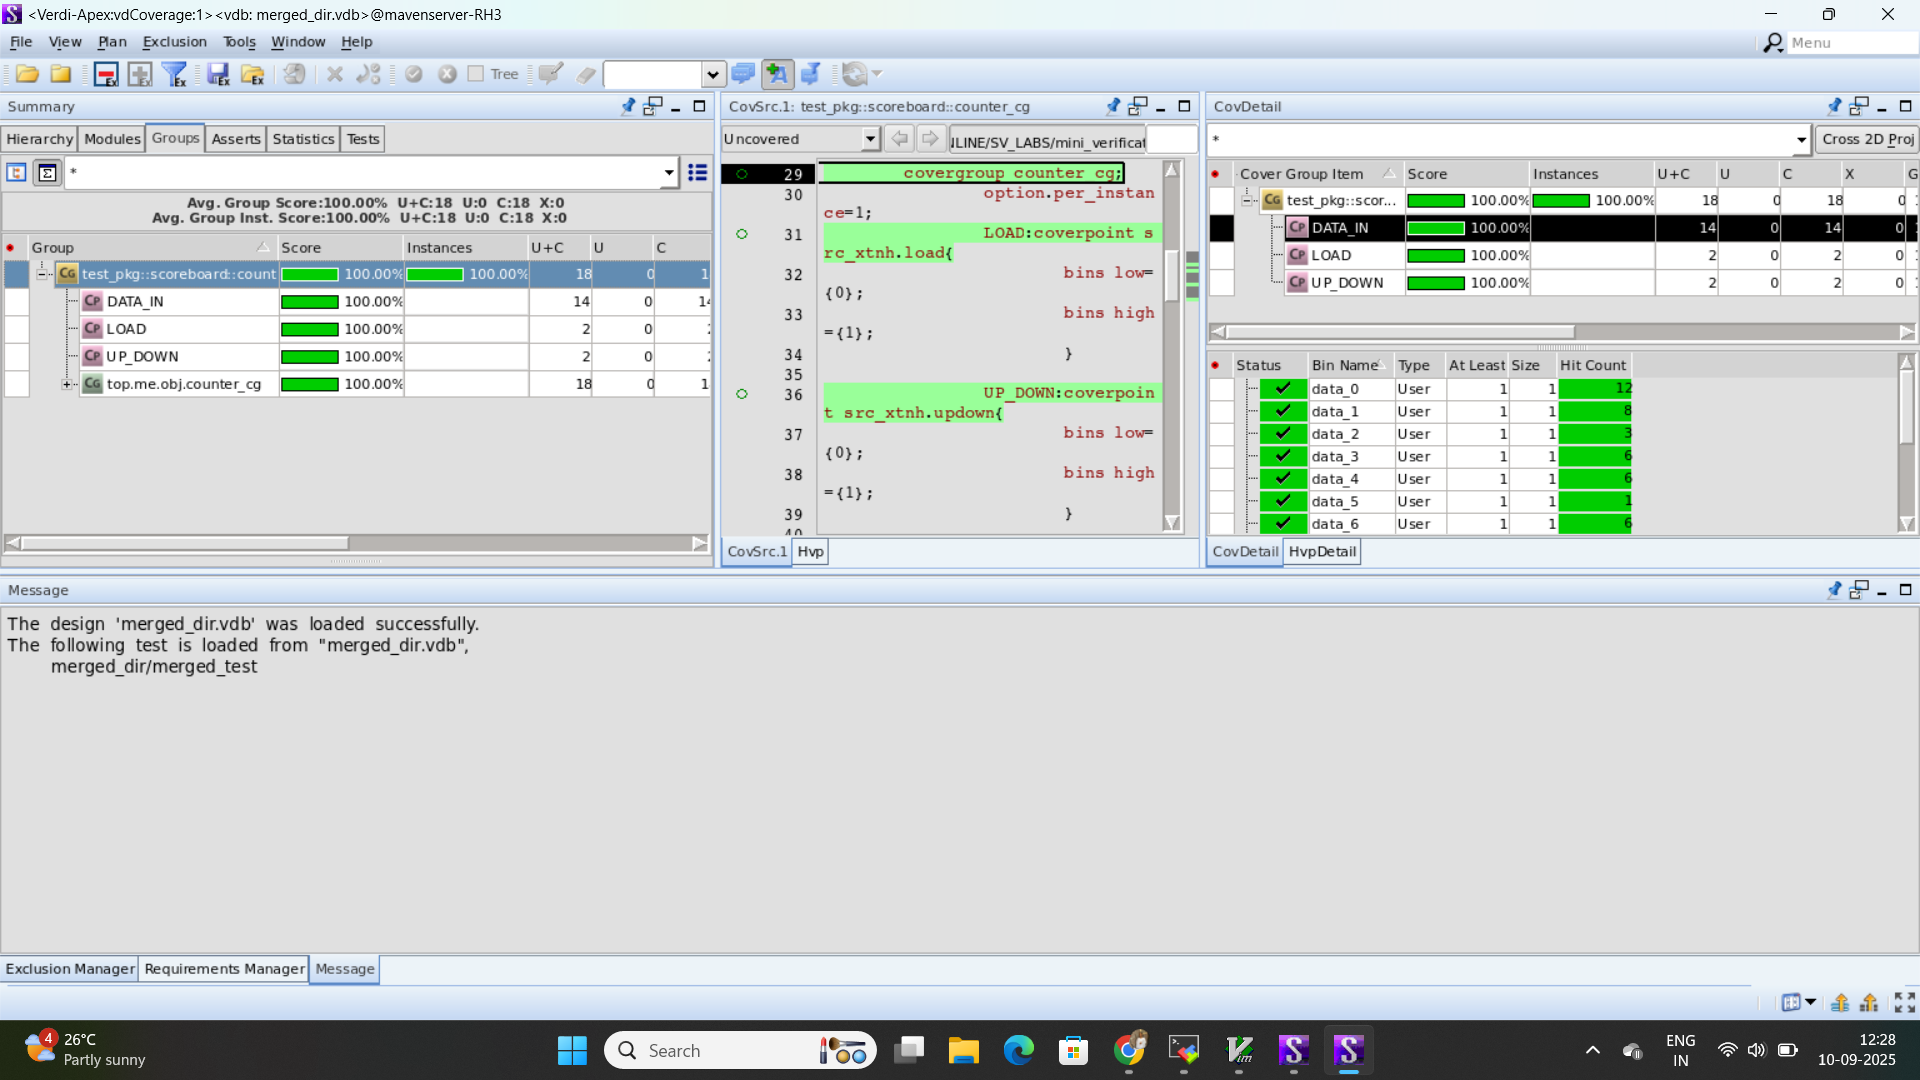 <Verdi-Apex:vdCoverage:1><vdb: merged_dir.vdb>@mavenserver-RH3
File View Plan Exclusion Tools Window Help
Menu
Tree
Summary
Hierarchy Modules Groups Asserts Statistics Tests
*
Avg. Group Score:100.00% U+C:18 U:0 C:18 X:0
Avg. Group Inst. Score:100.00% U+C:18 U:0 C:18 X:0
Group Score Instances U+C U C
test_pkg::scoreboard::count 100.00% 100.00% 18 0 1
DATA_IN 100.00% 14 0 14
LOAD 100.00% 2 0
UP_DOWN 100.00% 2 0
top.me.obj.counter_cg 100.00% 18 0 1
CovSrc.1: test_pkg::scoreboard::counter_cg
Uncovered
NLINE/SV_LABS/mini_verificat
29 covergroup counter_cg;
30 option.per_instan
ce=1;
31 LOAD:coverpoint s
rc_xtnh.load{
32 bins low=
{0};
33 bins high
={1};
34 }
35
36 UP_DOWN:coverpoin
t src_xtnh.updown{
37 bins low=
{0};
38 bins high
={1};
39 }
40
CovSrc.1 Hvp
CovDetail
* Cross 2D Proj
Cover Group Item Score Instances U+C U C X G
test_pkg::scor... 100.00% 100.00% 18 0 18 0
DATA_IN 100.00% 14 0 14 0
LOAD 100.00% 2 0 2 0
UP_DOWN 100.00% 2 0 2 0
Status Bin Name Type At Least Size Hit Count
data_0 User 1 1 12
data_1 User 1 1 8
data_2 User 1 1 3
data_3 User 1 1 6
data_4 User 1 1 6
data_5 User 1 1 1
data_6 User 1 1 6
CovDetail HvpDetail
Message
The design 'merged_dir.vdb' was loaded successfully.
The following test is loaded from "merged_dir.vdb",
merged_dir/merged_test
Exclusion Manager Requirements Manager Message
4
26°C
Partly sunny
Search
ENG
IN
12:28
10-09-2025